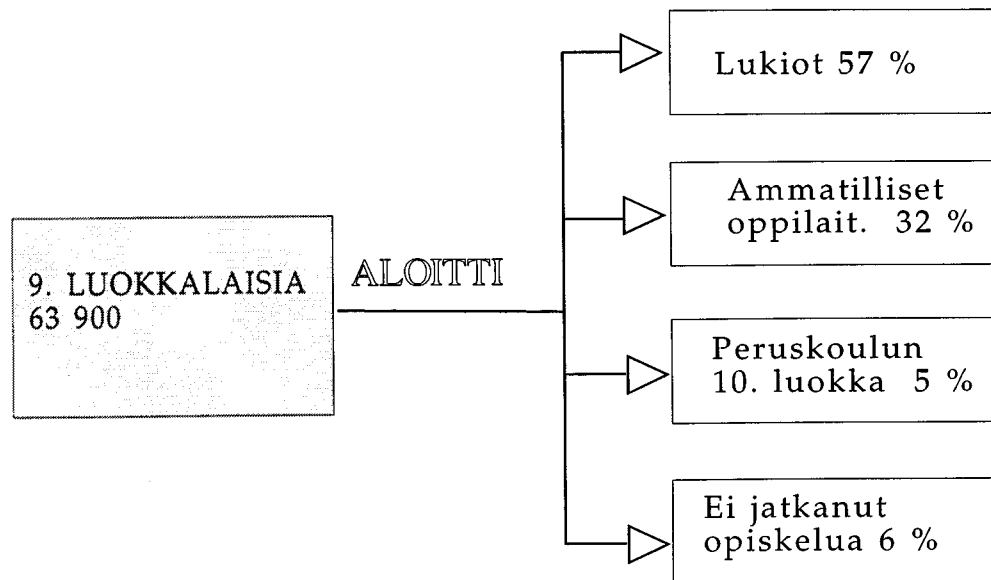 9. LUOKKALAISIA
63 900
ALOITTI
Lukiot 57 %
Ammatilliset
oppilait. 32 %
Peruskoulun
10. luokka 5 %
Ei jatkanut
opiskelua 6 %